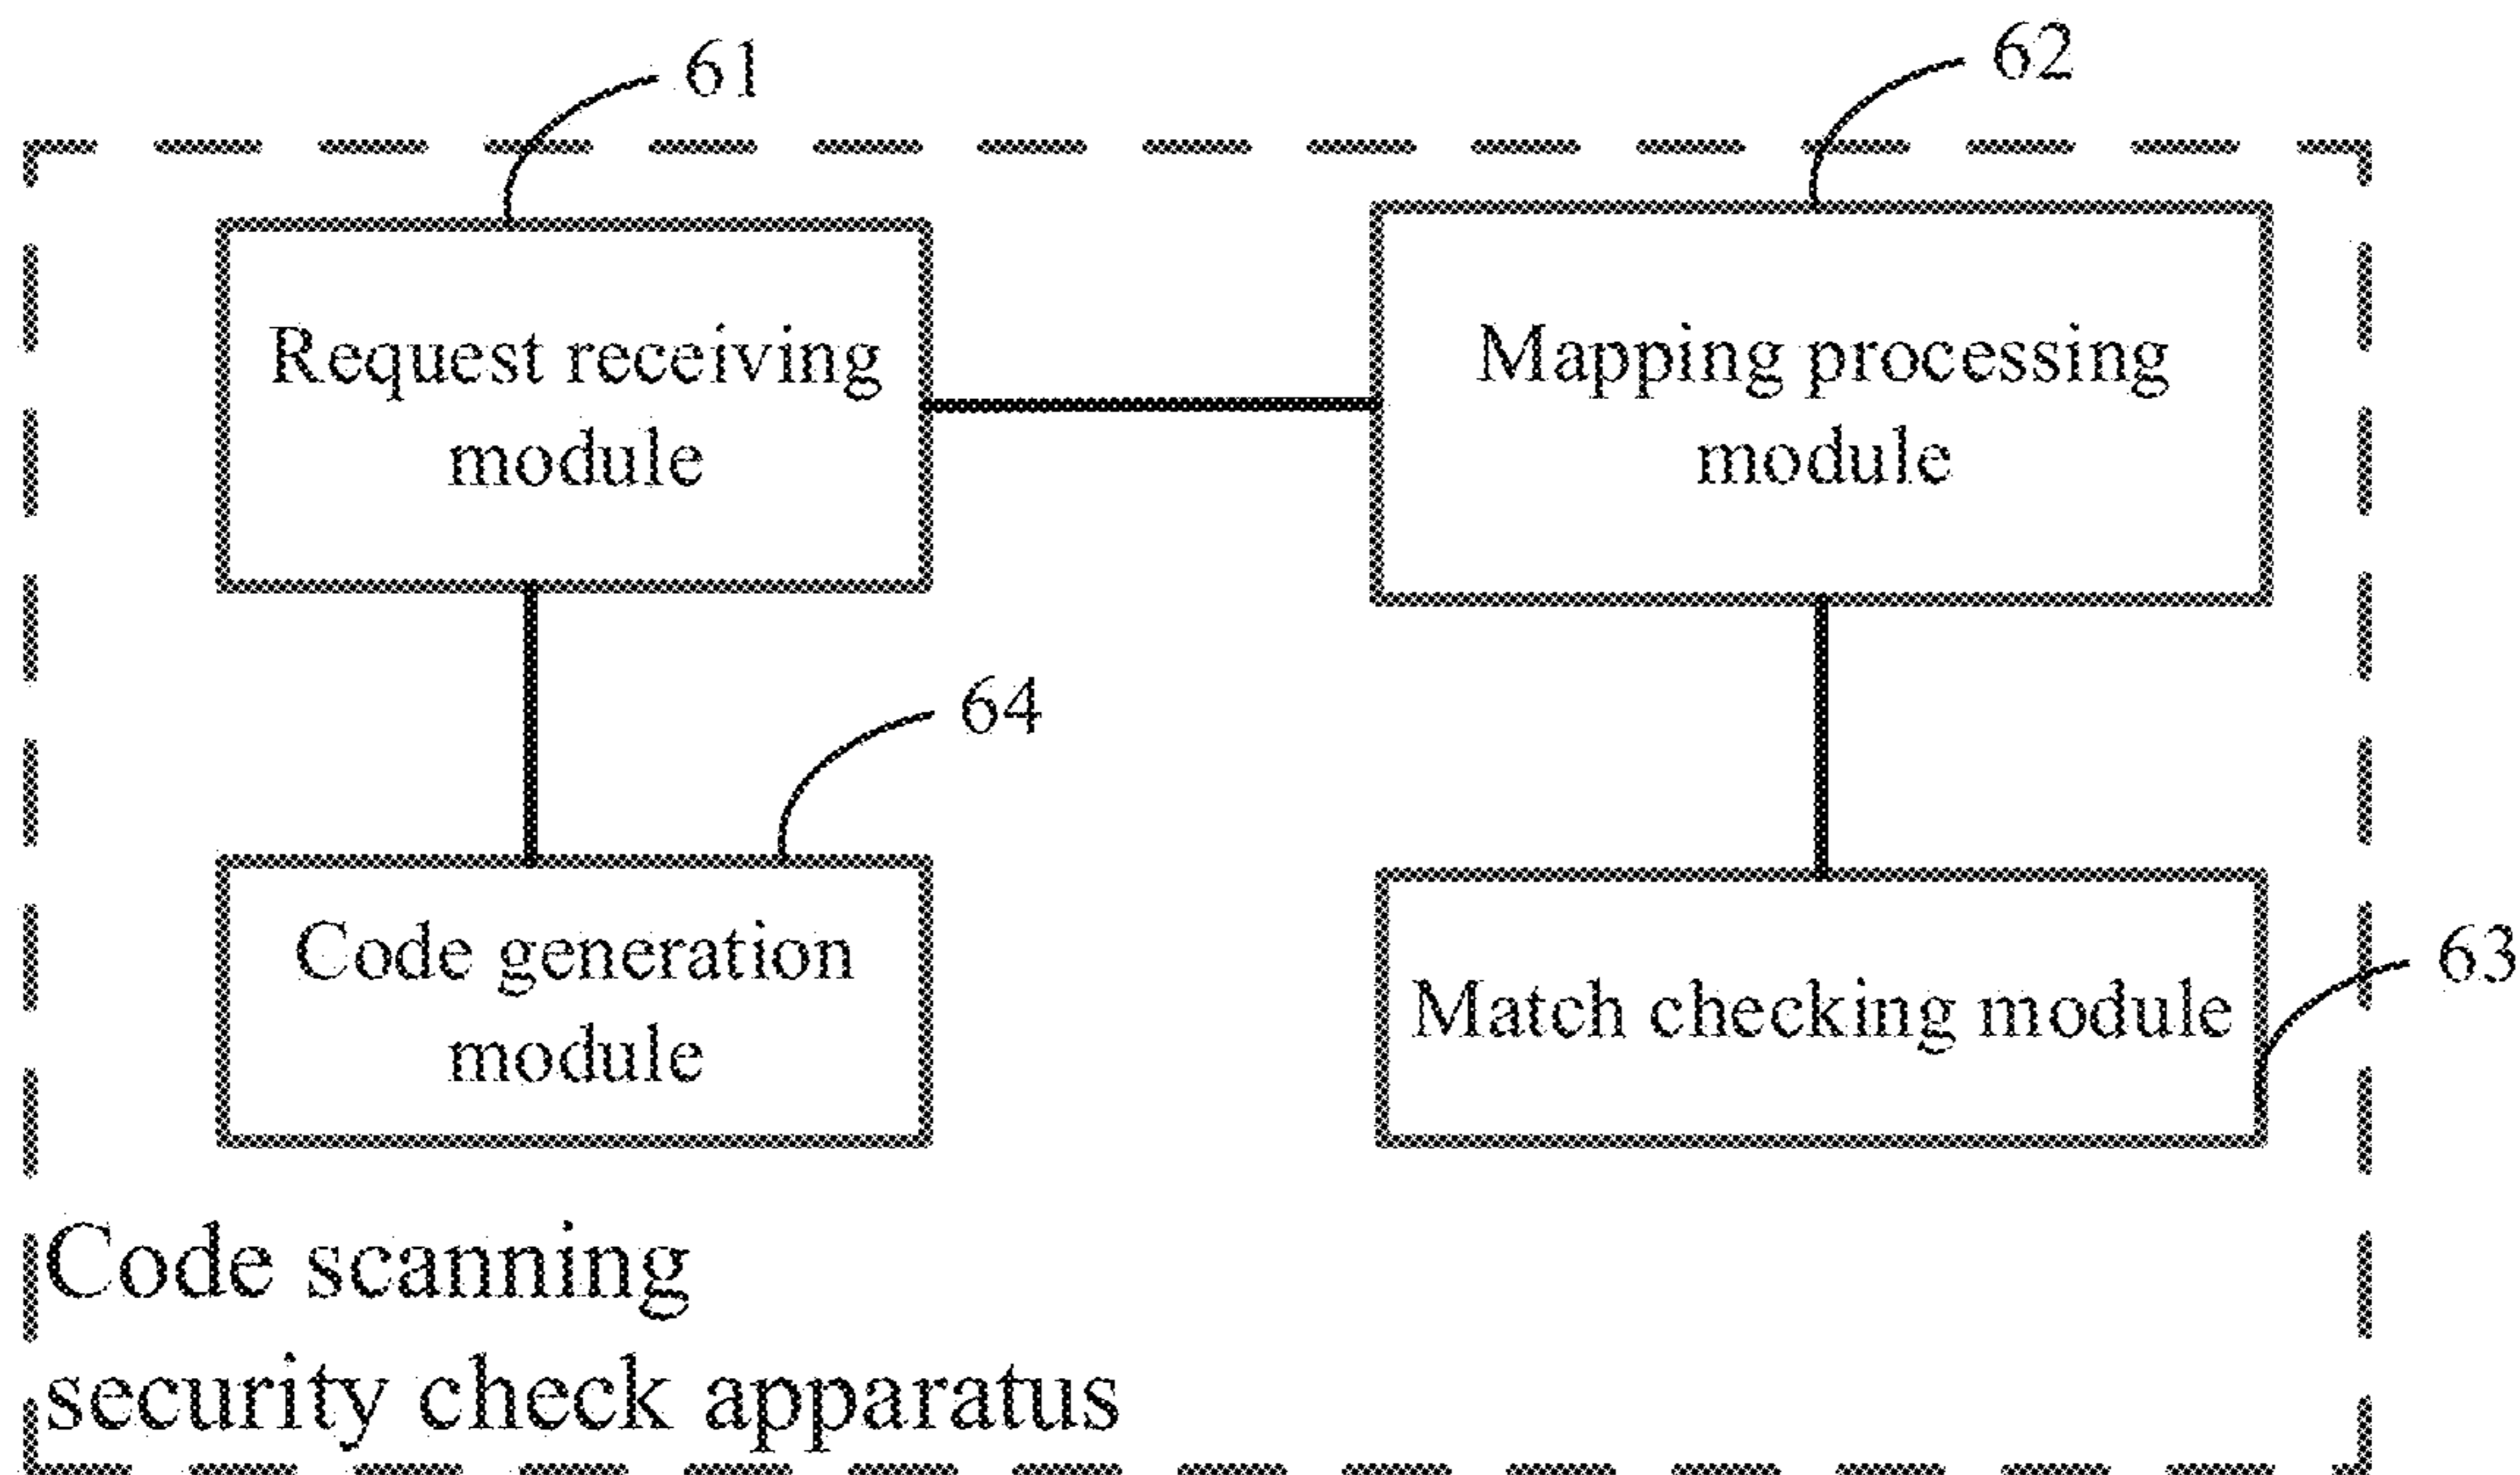 61
62
Request receiving
module
Mapping processing
module
64
Code generation
module
Match checking module
63
Code scanning
security check apparatus